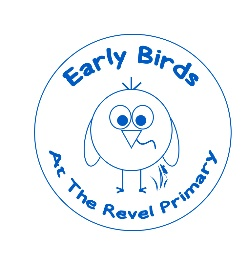 Early Birds
At The Revel Primary